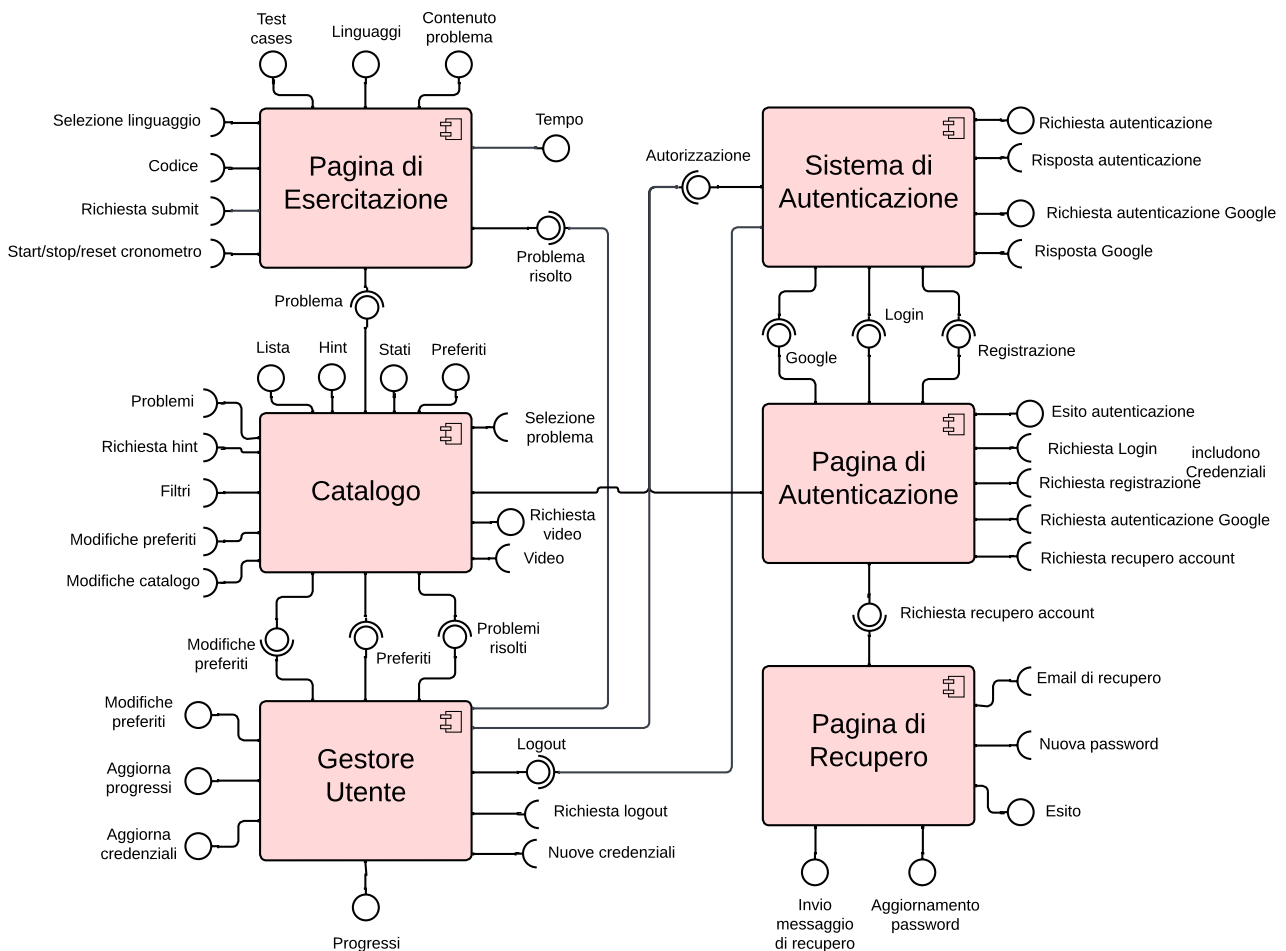 Test
cases
Linguaggi
Contenuto
problema
Selezione linguaggio
Codice
Richiesta submit
Start/stop/reset cronometro
Pagina di
Esercitazione
Tempo
Problema
risolto
Problema
Autorizzazione
Sistema di
Autenticazione
Richiesta autenticazione
Risposta autenticazione
Richiesta autenticazione Google
Risposta Google
Google
Login
Registrazione
Lista
Hint
Stati
Preferiti
Problemi
Richiesta hint
Filtri
Modifiche preferiti
Modifiche catalogo
Catalogo
Selezione
problema
Richiesta
video
Video
Pagina di
Autenticazione
Esito autenticazione
Richiesta Login
includono
Credenziali
Richiesta registrazione
Richiesta autenticazione Google
Richiesta recupero account
Modifiche
preferiti
Preferiti
Problemi
risolti
Richiesta recupero account
Modifiche
preferiti
Aggiorna
progressi
Aggiorna
credenziali
Gestore
Utente
Logout
Richiesta logout
Nuove credenziali
Progressi
Pagina di
Recupero
Email di recupero
Nuova password
Esito
Invio
messaggio
di recupero
Aggiornamento
password